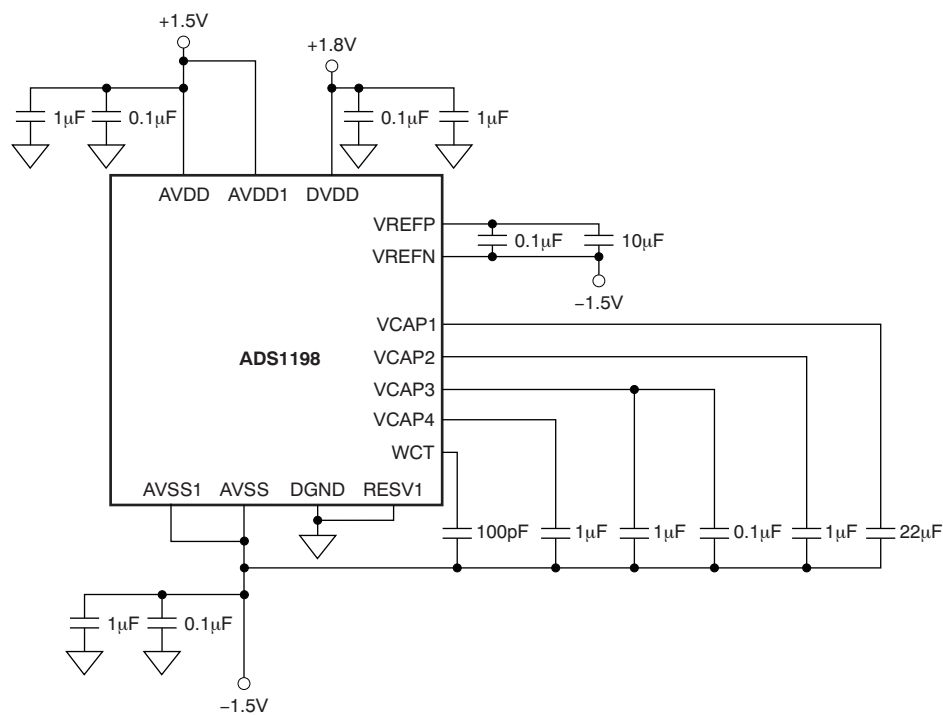 +1.5V
+1.8V
1μF 0.1μF 0.1μF 1μF
AVDD AVDD1 DVDD
VREFP
0.1μF 10μF
VREFN
−1.5V
VCAP1
ADS1198 VCAP2
VCAP3
VCAP4
WCT
AVSS1 AVSS DGND RESV1
100pF 1μF 1μF 0.1μF 1μF 22μF
1μF 0.1μF
−1.5V